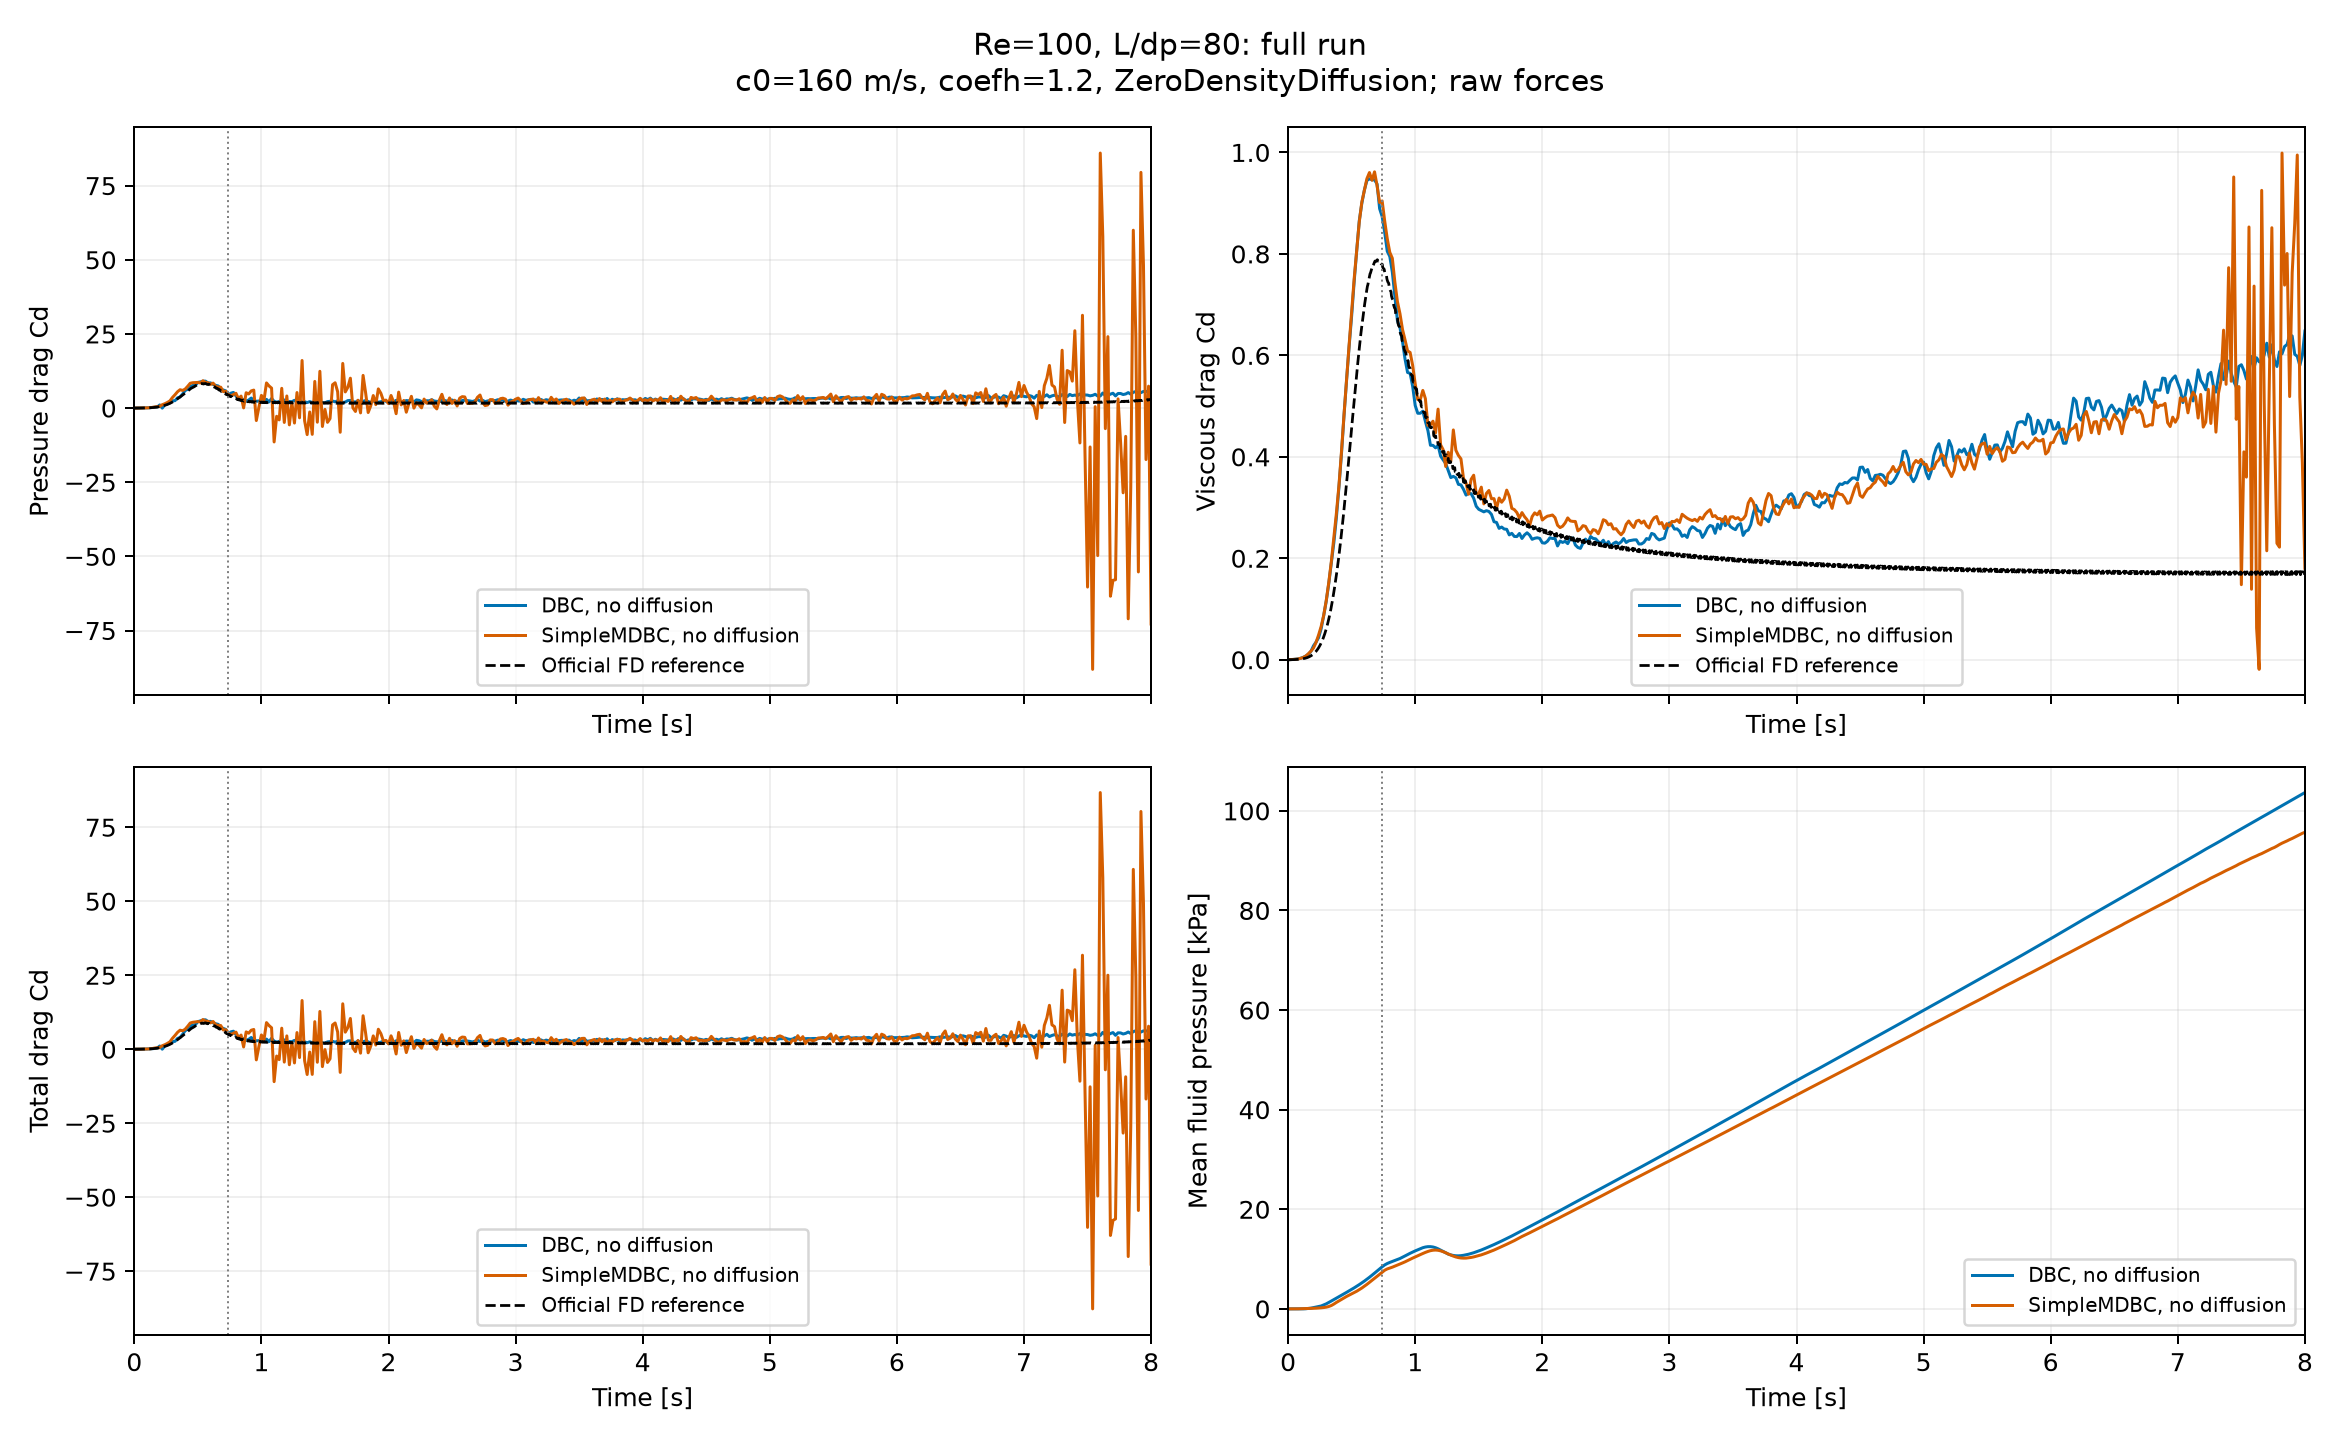 Re=100, L/dp=80: full run
c0=160 m/s, coefh=1.2, ZeroDensityDiffusion; raw forces
Pressure drag Cd
75
50
25
0
−25
−50
−75
DBC, no diffusion
SimpleMDBC, no diffusion
Official FD reference
Time [s]
Viscous drag Cd
1.0
0.8
0.6
0.4
0.2
0.0
DBC, no diffusion
SimpleMDBC, no diffusion
Official FD reference
Time [s]
Total drag Cd
75
50
25
0
−25
−50
−75
DBC, no diffusion
SimpleMDBC, no diffusion
Official FD reference
0 1 2 3 4 5 6 7 8
Time [s]
Mean fluid pressure [kPa]
100
80
60
40
20
0
DBC, no diffusion
SimpleMDBC, no diffusion
0 1 2 3 4 5 6 7 8
Time [s]